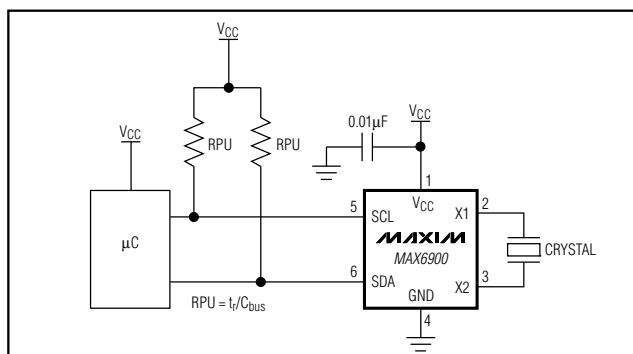 VCC
VCC
VCC
0.01µF
RPU
RPU
1
VCC
5
SCL
X1
2
µC
MAXIM
MAX6900
CRYSTAL
6
SDA
X2
3
GND
RPU = tr/Cbus
4